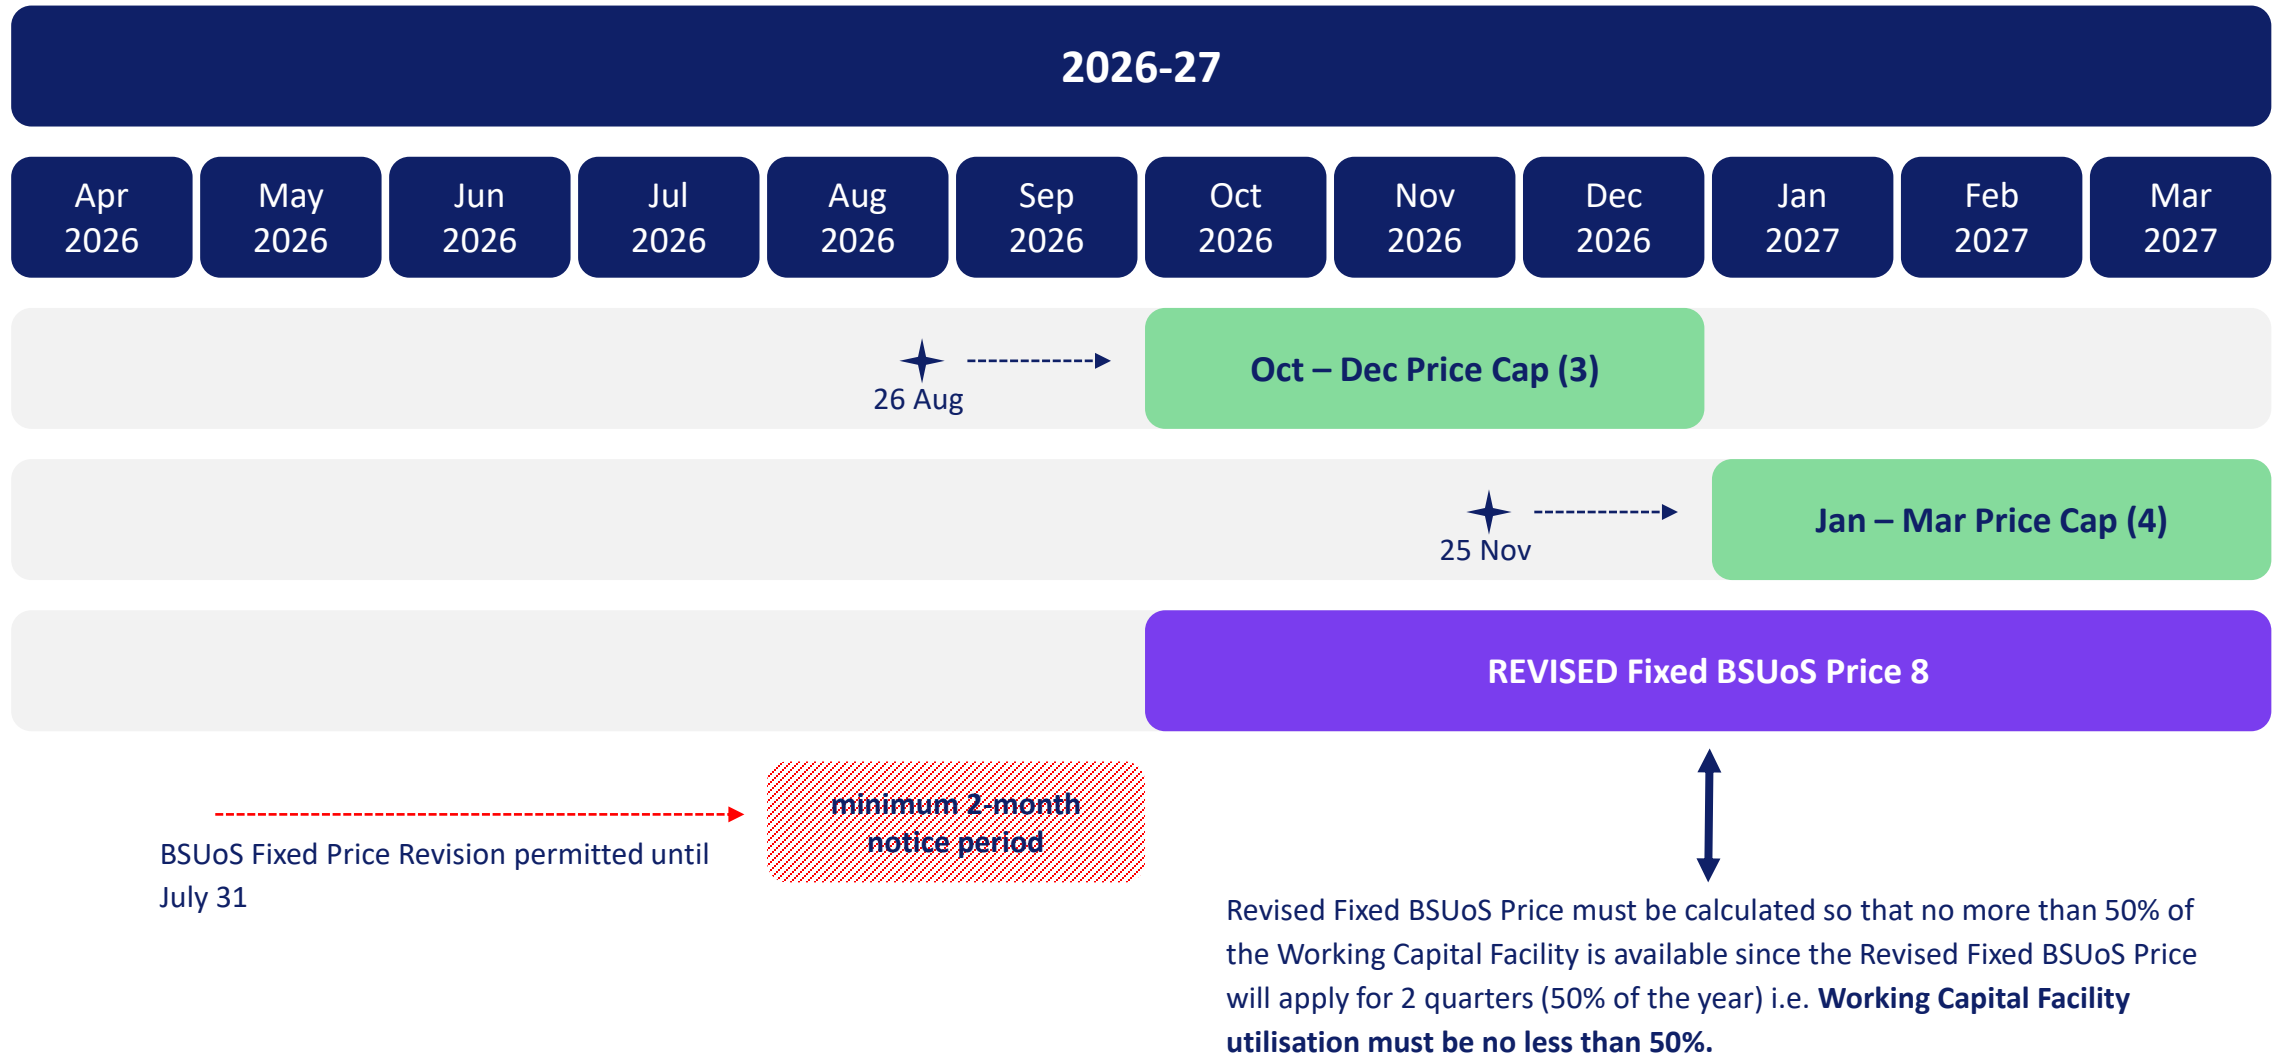 2026-27
Apr
2026
May
2026
Jun
2026
Jul
2026
Aug
2026
Sep
2026
Oct
2026
Nov
2026
Dec
2026
Jan
2027
Feb
2027
Mar
2027
26 Aug
Oct – Dec Price Cap (3)
25 Nov
Jan – Mar Price Cap (4)
REVISED Fixed BSUoS Price 8
minimum 2-month
notice period
BSUoS Fixed Price Revision permitted until
July 31
Revised Fixed BSUoS Price must be calculated so that no more than 50% of
the Working Capital Facility is available since the Revised Fixed BSUoS Price
will apply for 2 quarters (50% of the year) i.e. Working Capital Facility
utilisation must be no less than 50%.